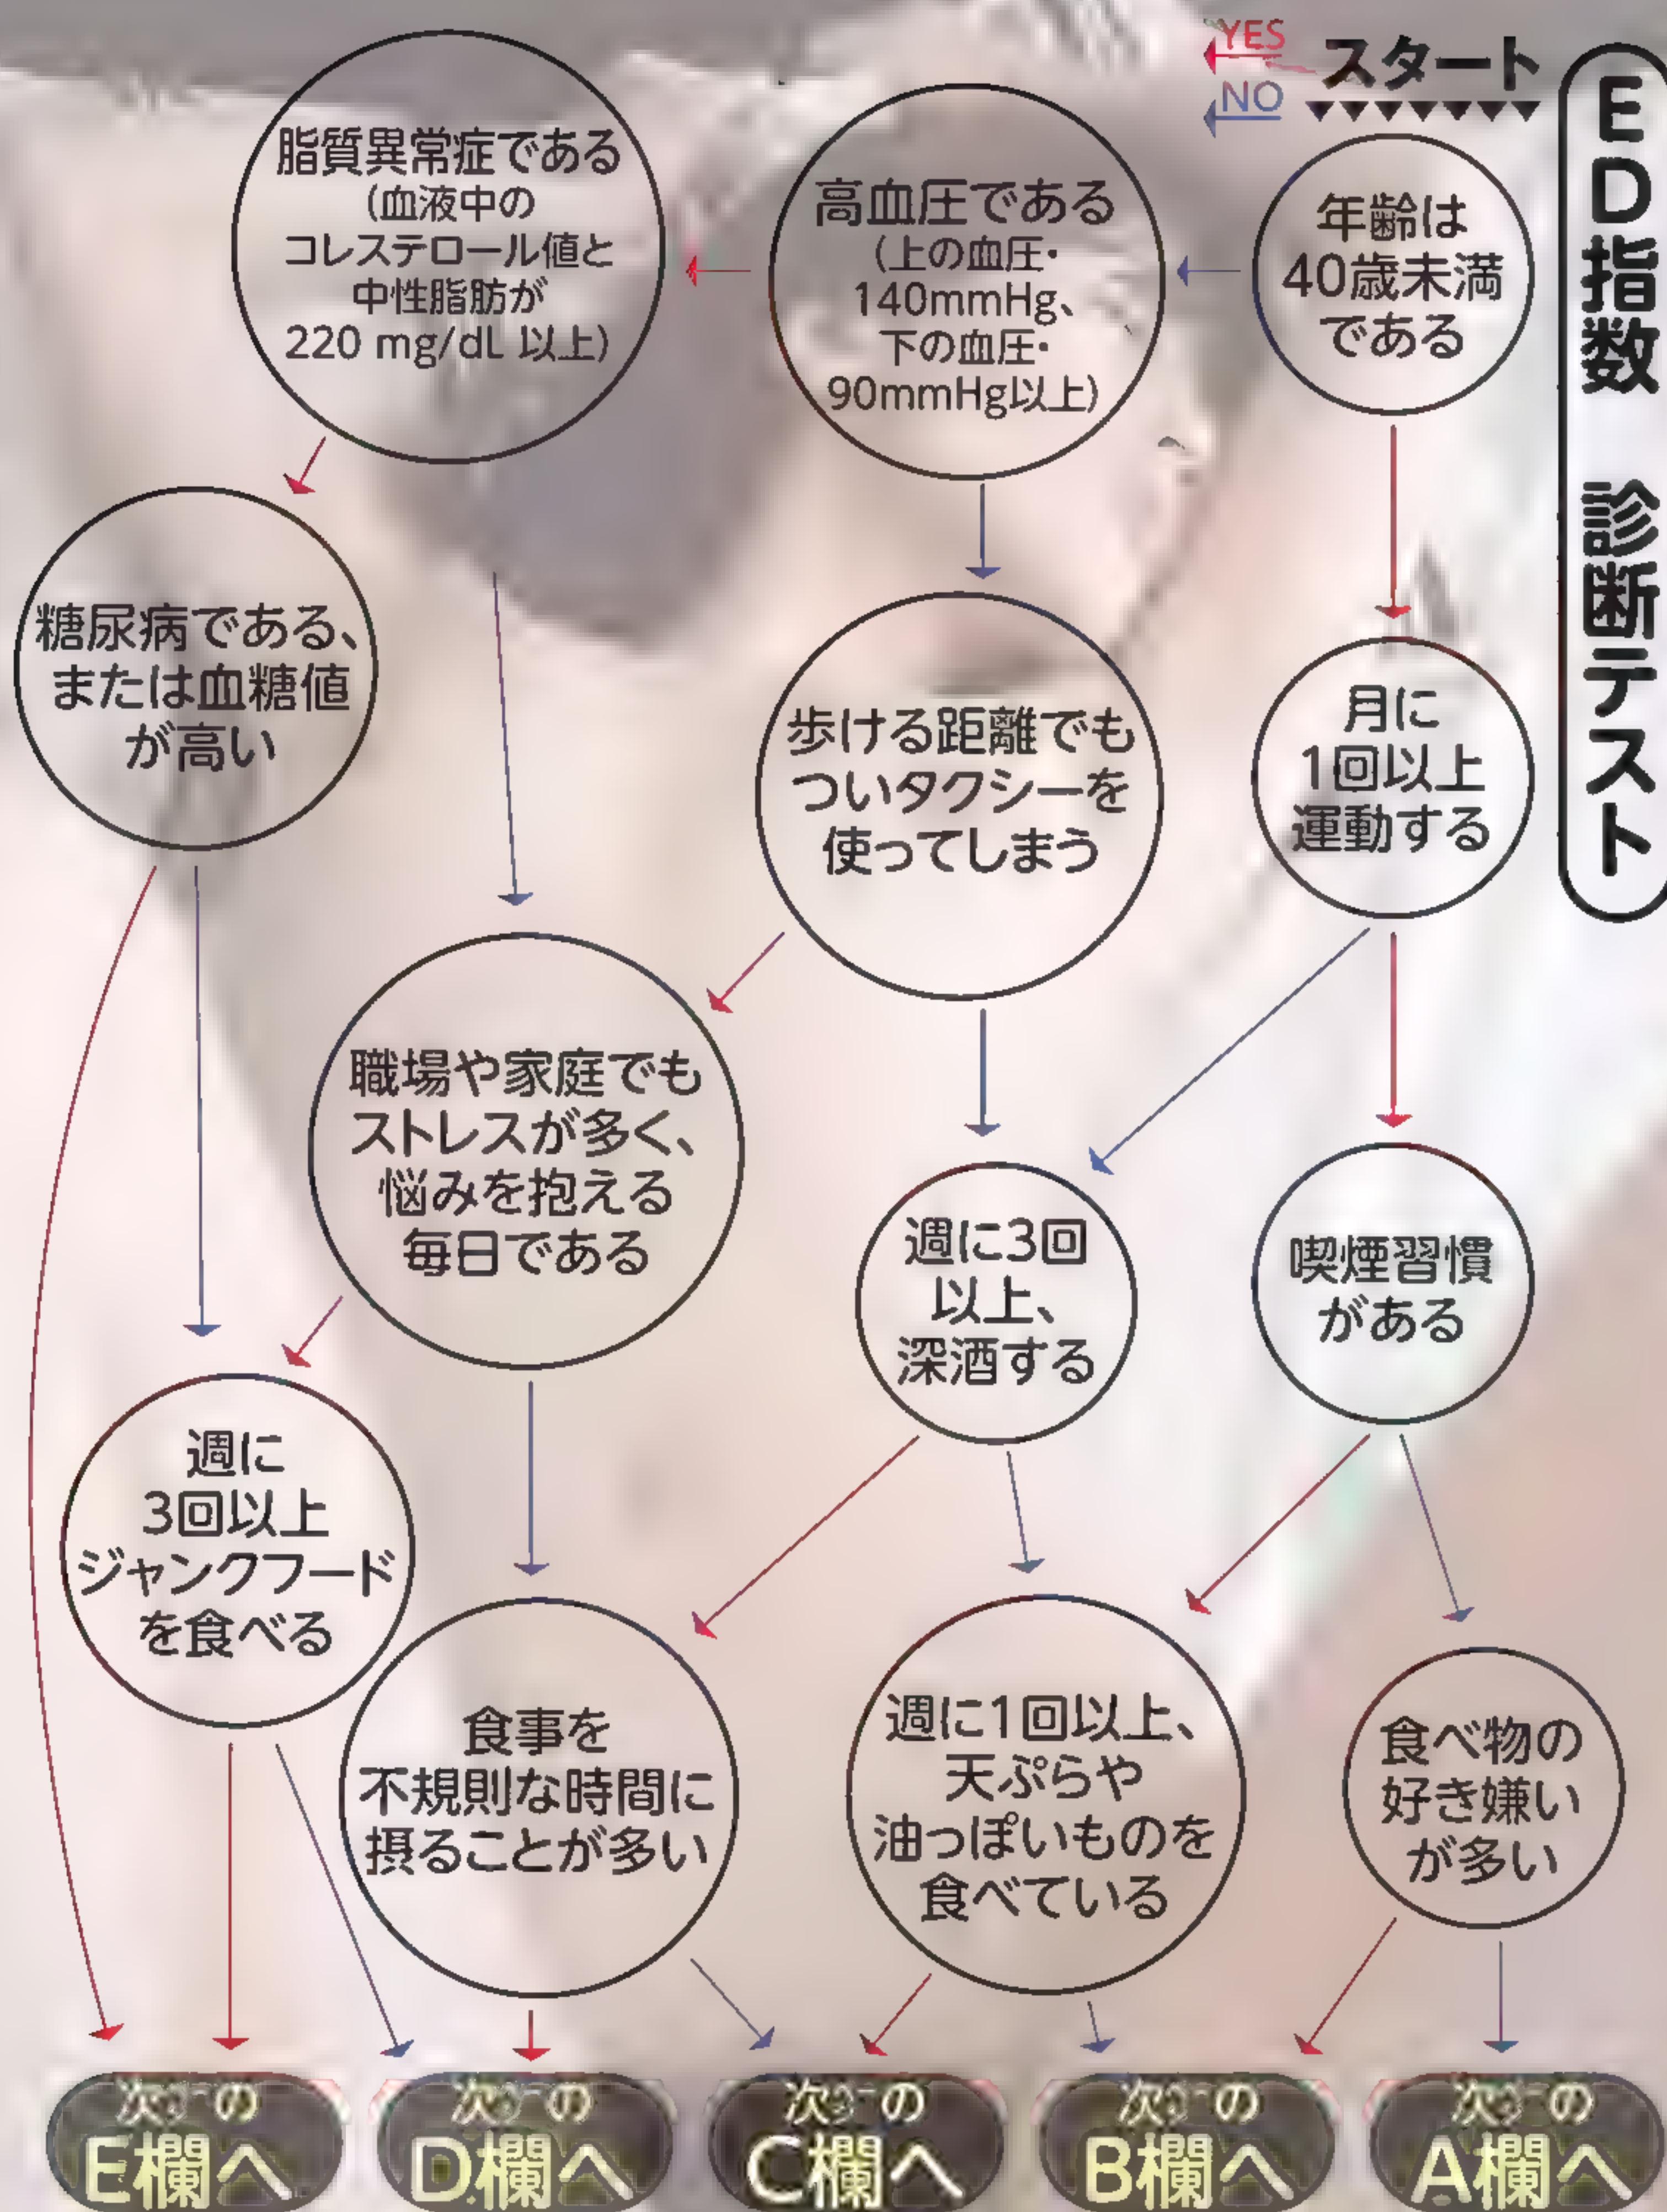 ED指数 診断テスト
スタート
YES
NO
年齢は
40歳未満
である
高血圧である
(上の血圧・
140mmHg、
下の血圧・
90mmHg以上)
脂質異常症である
(血液中の
コレステロール値と
中性脂肪が
220 mg/dL 以上)
月に
1回以上
運動する
歩ける距離でも
ついタクシーを
使ってしまう
糖尿病である、
または血糖値
が高い
喫煙習慣
がある
週に3回
以上、
深酒する
職場や家庭でも
ストレスが多く、
悩みを抱える
毎日である
週に
3回以上
ジャンクフード
を食べる
食べ物の
好き嫌い
が多い
週に1回以上、
天ぷらや
油っぽいものを
食べている
食事を
不規則な時間に
摂ることが多い
次の
A欄へ
次の
B欄へ
次の
C欄へ
次の
D欄へ
次の
E欄へ